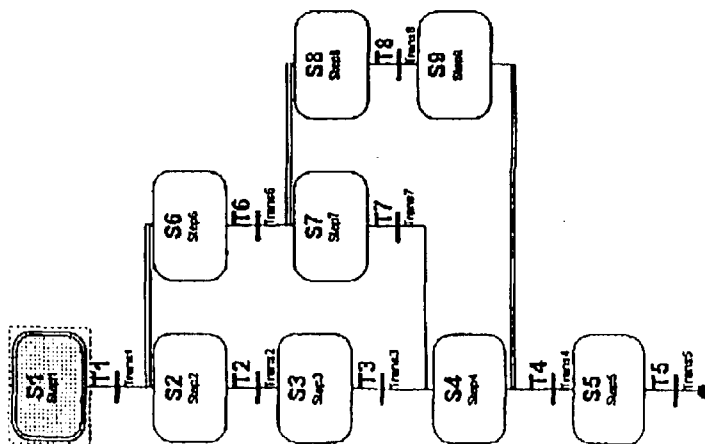 S1
Step1
T1
Trans1
S2
Step2
S6
Step6
T2
Trans2
T6
Trans6
S3
Step3
S7
Step7
S8
Step8
T3
Trans3
T7
Trans7
T8
Trans8
S4
Step4
S9
Step9
T4
Trans4
S5
Step5
T5
Trans5